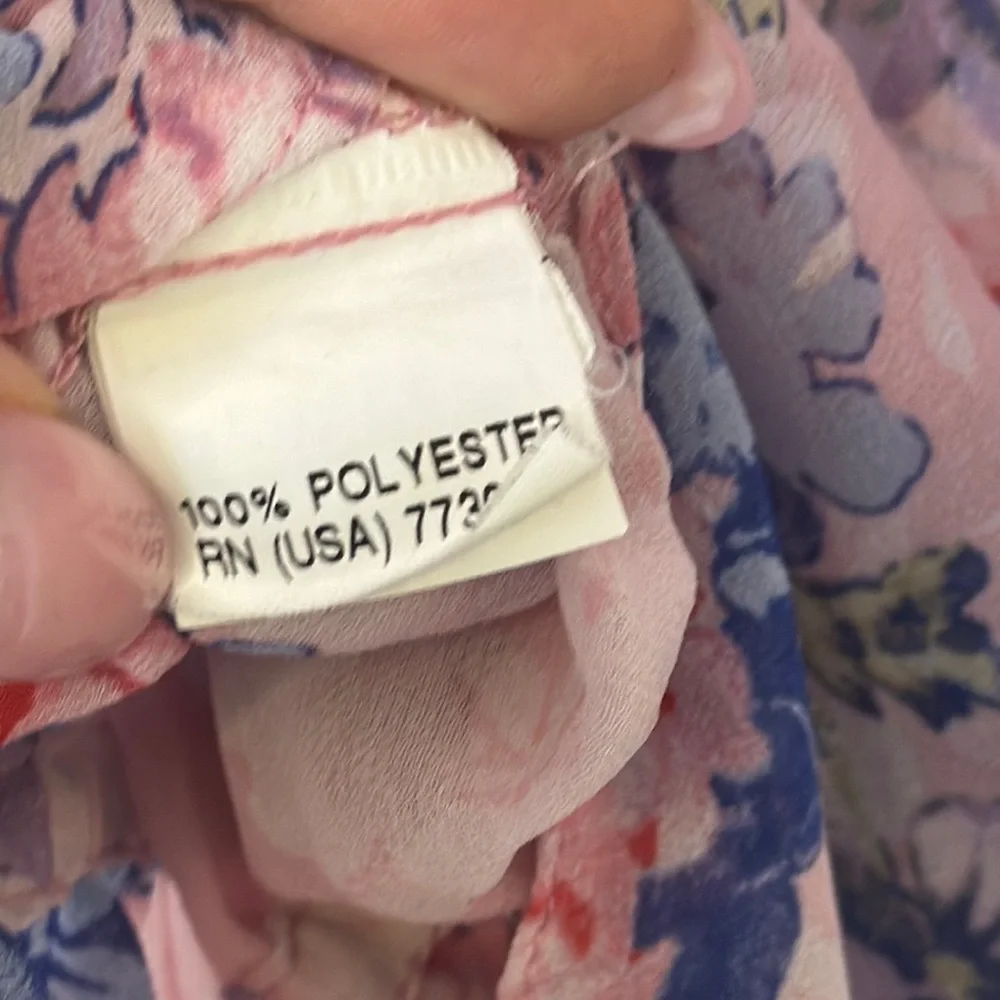 100% POLYESTER
RN (USA) 773